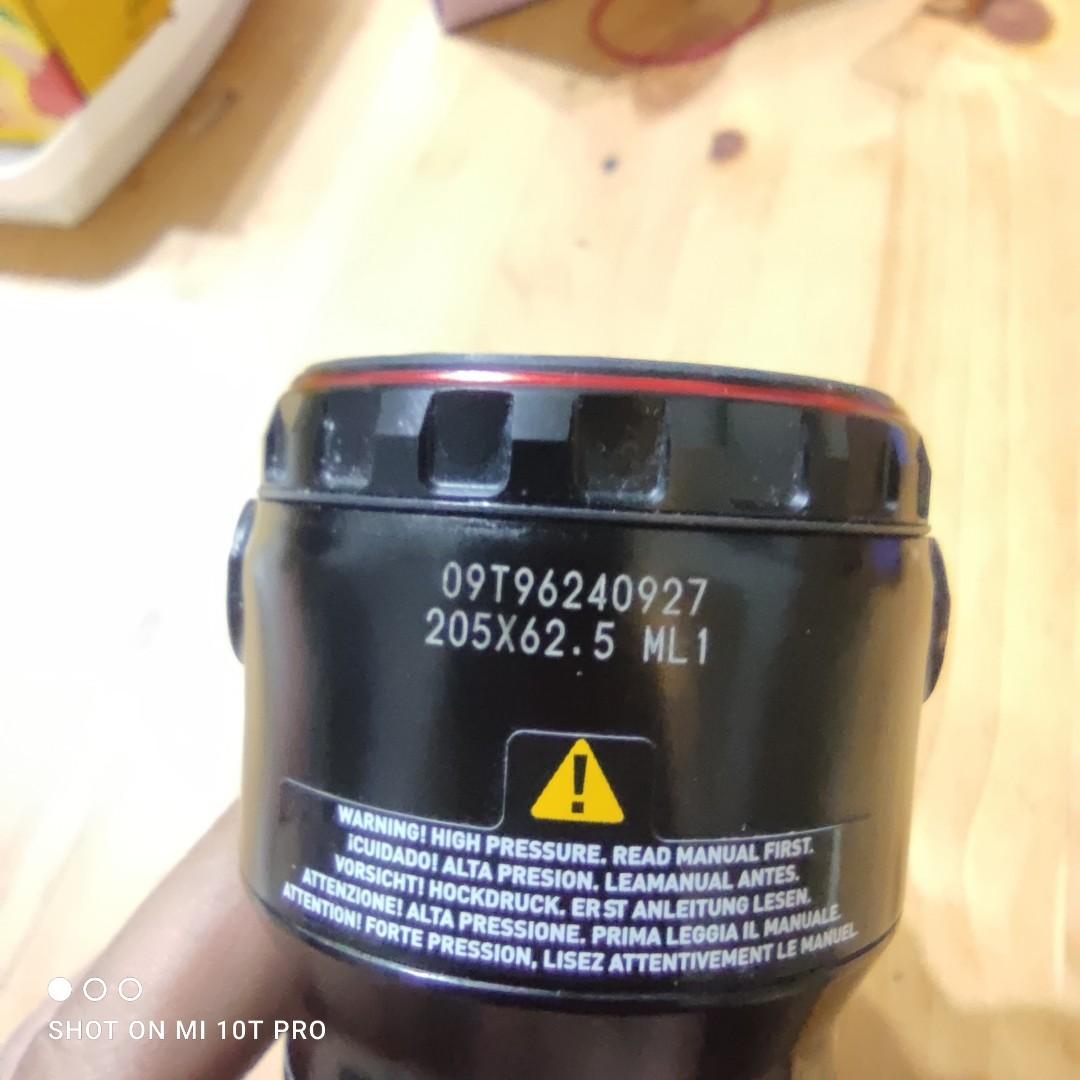 09T96240927
205X62.5 ML1
WARNING! HIGH PRESSURE. READ MANUAL FIRST.
¡CUIDADO! ALTA PRESION. LEAMANUAL ANTES.
VORSICHT! HOCKDRUCK. ERST ANLEITUNG LESEN.
ATTENZIONE! ALTA PRESSIONE. PRIMA LEGGIA IL MANUALE.
ATTENTION! FORTE PRESSION, LISEZ ATTENTIVEMENT LE MANUEL
SHOT ON MI 10T PRO